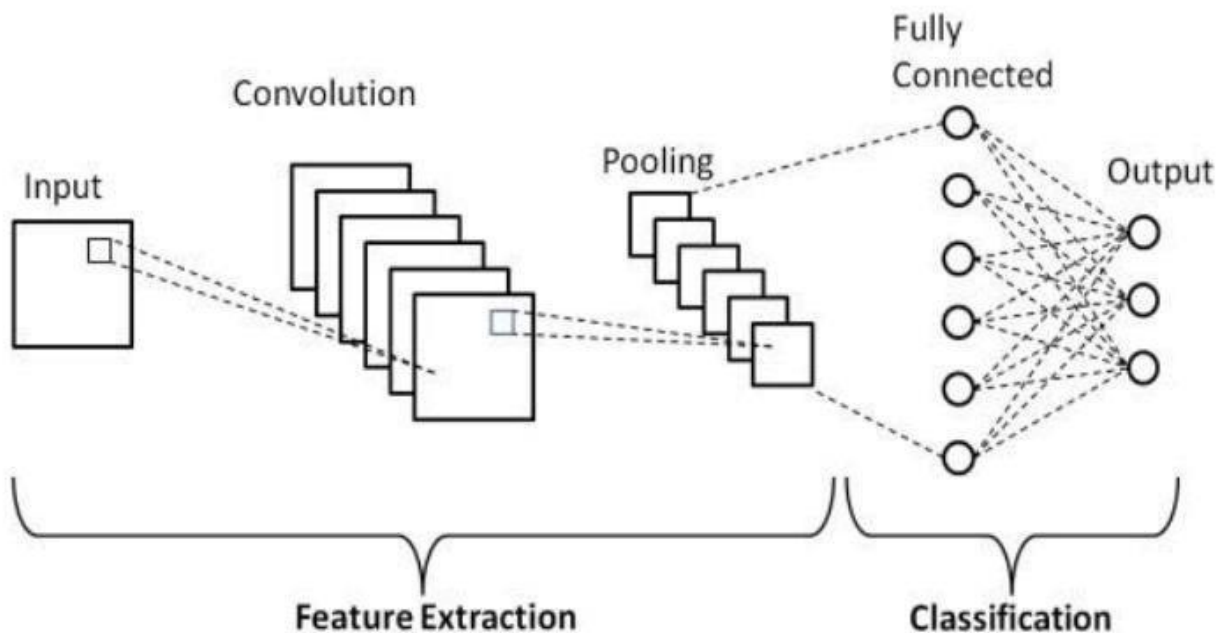 Input
Convolution
Pooling
Fully
Connected
Output
Feature Extraction
Classification